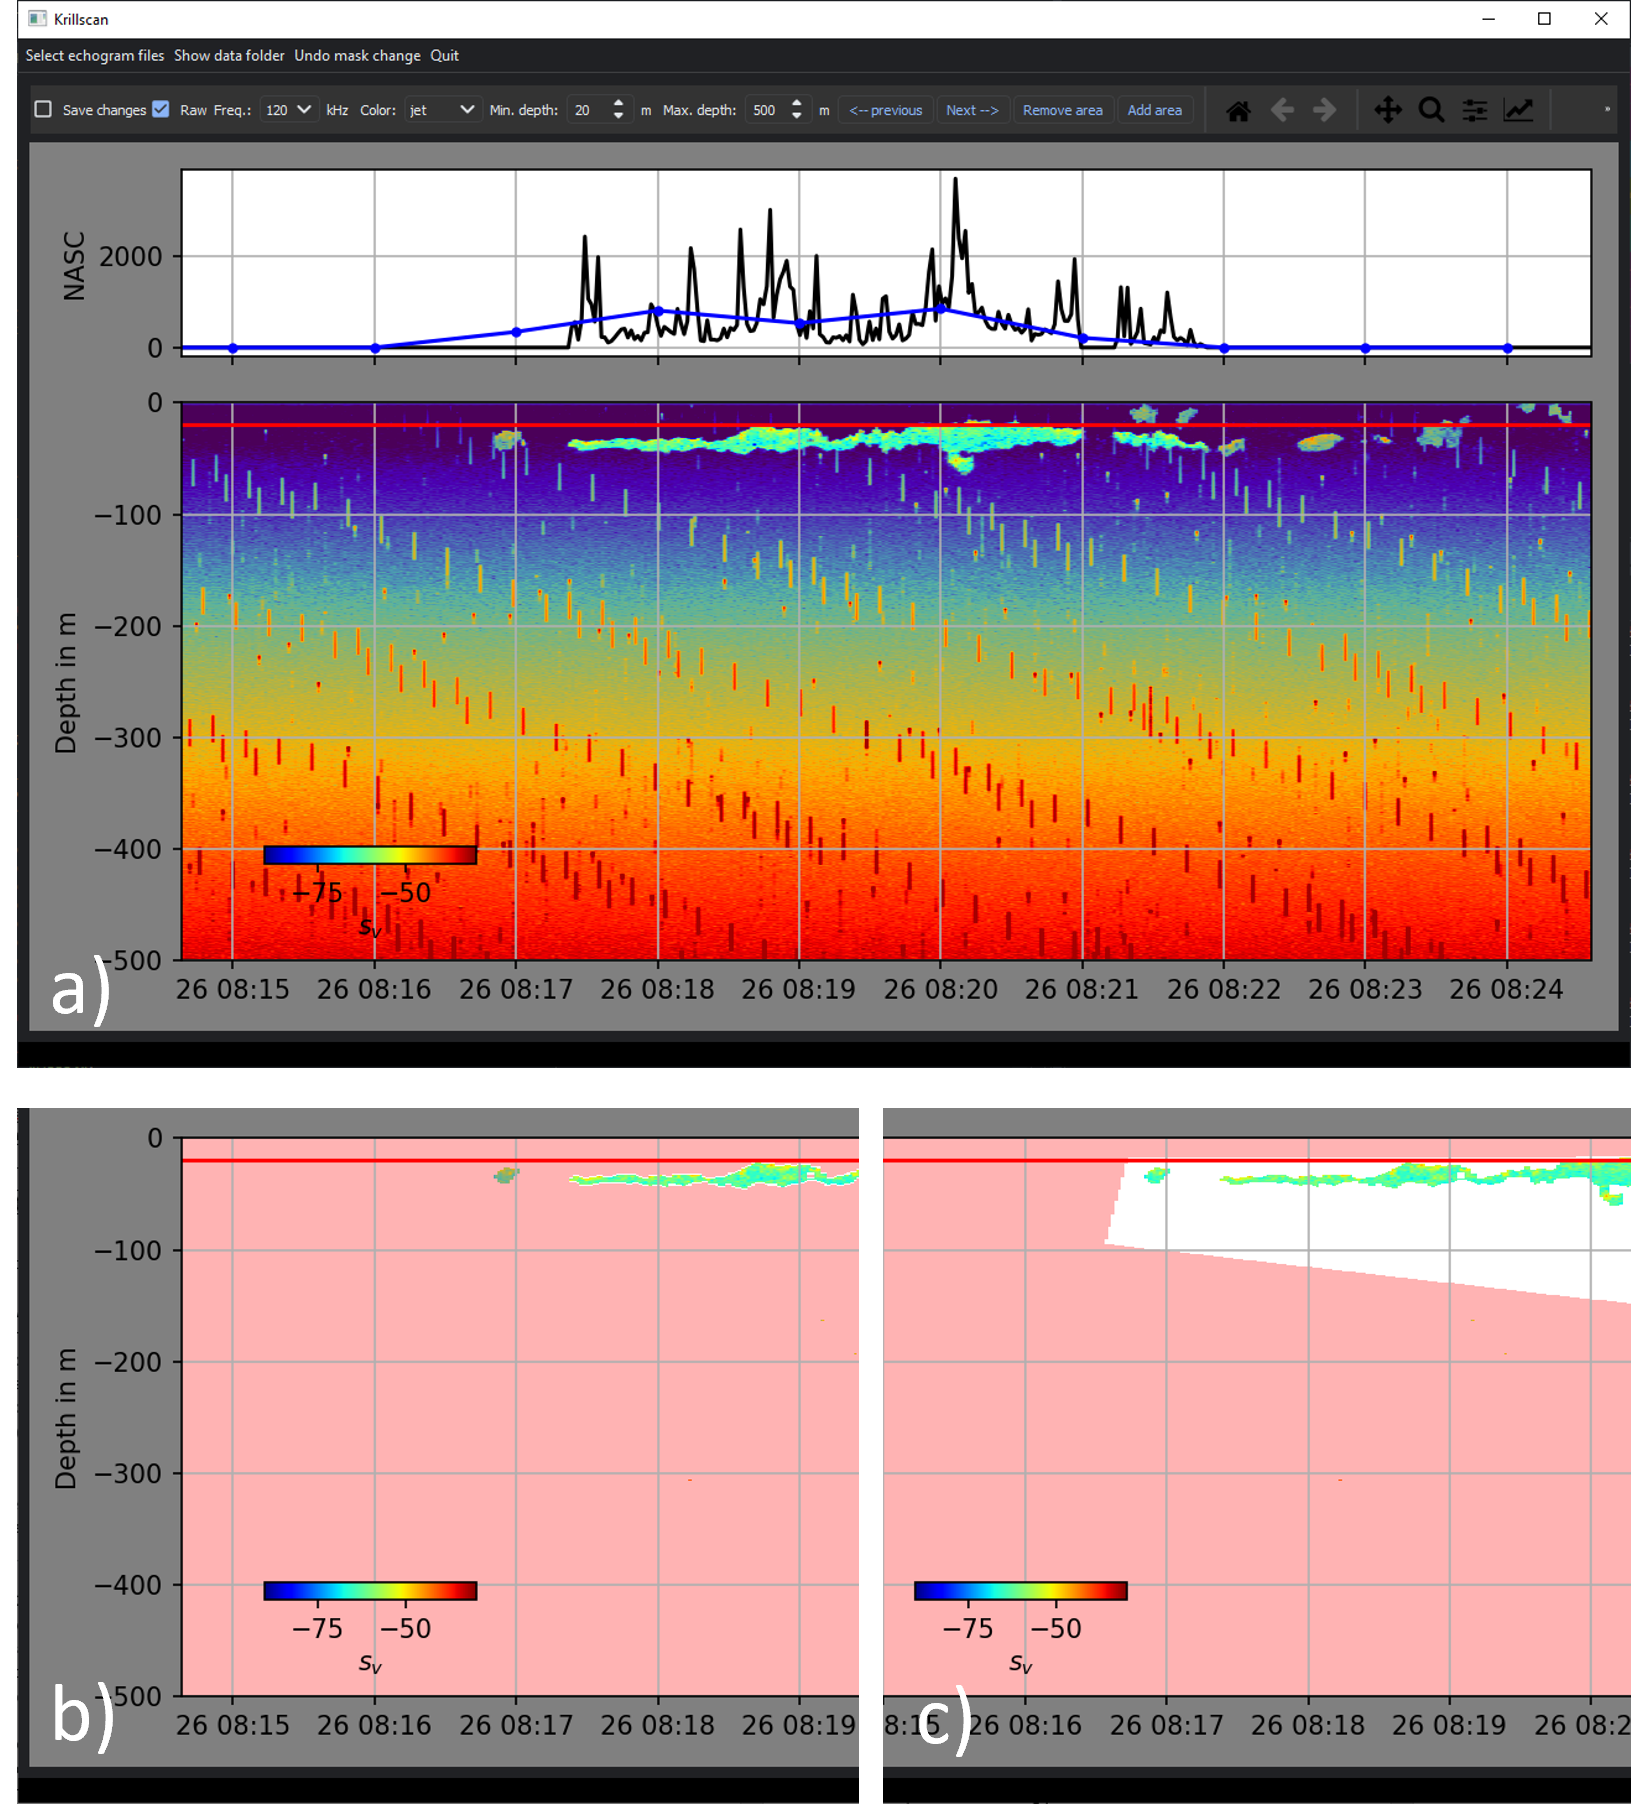 Krillscan
Select echogram files Show data folder Undo mask change Quit
Save changes Raw Freq.: 120 kHz Color: jet Min. depth: 20 m Max. depth: 500 m <-- previous Next --> Remove area Add area »
NASC
2000
0
0
−100
−200
−300
−400
−500
Depth in m
−75 −50
Sv
a)
26 08:15 26 08:16 26 08:17 26 08:18 26 08:19 26 08:20 26 08:21 26 08:22 26 08:23 26 08:24
0
−100
−200
−300
−400
−500
Depth in m
−75 −50
Sv
b)
26 08:15 26 08:16 26 08:17 26 08:18 26 08:19
−75 −50
Sv
c)
8:15 26 08:16 26 08:17 26 08:18 26 08:19 26 08:2